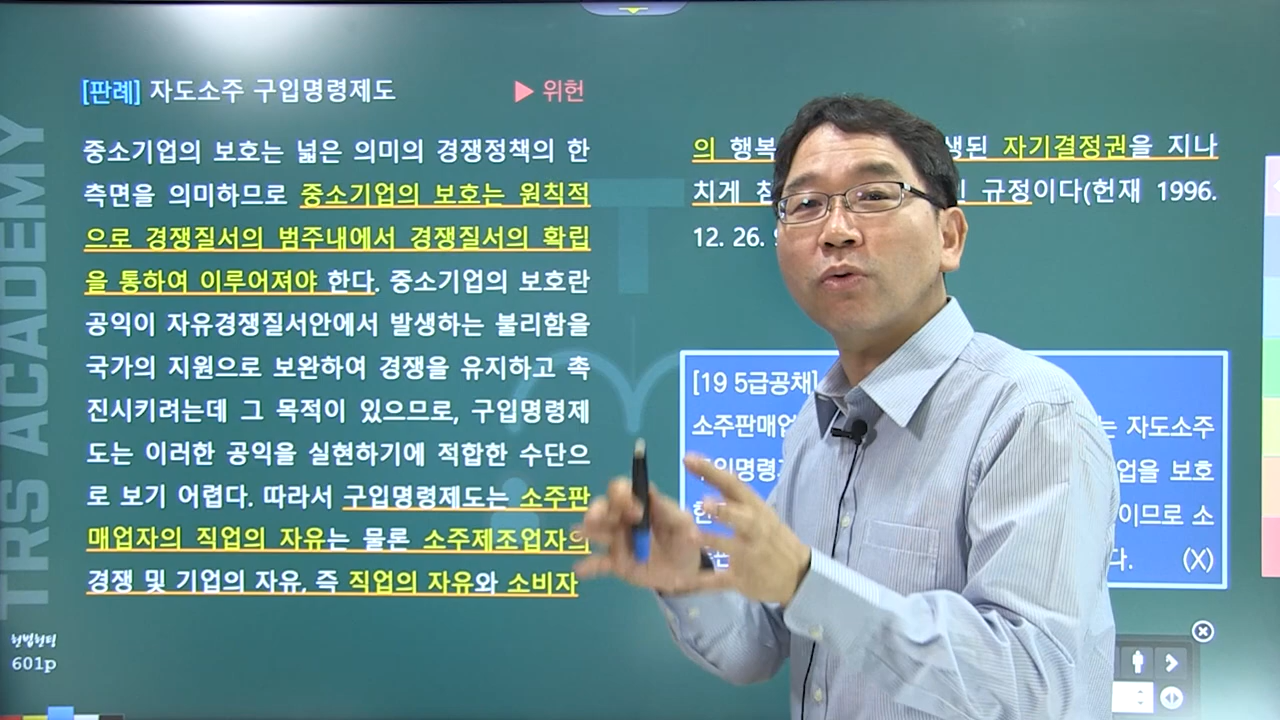 [판례] 자도소주 구입명령제도
▶ 위헌
중소기업의 보호는 넓은 의미의 경쟁정책의 한
측면을 의미하므로 중소기업의 보호는 원칙적
으로 경쟁질서의 범주내에서 경쟁질서의 확립
을 통하여 이루어져야 한다. 중소기업의 보호란
공익이 자유경쟁질서안에서 발생하는 불리함을
국가의 지원으로 보완하여 경쟁을 유지하고 촉
진시키려는데 그 목적이 있으므로, 구입명령제
도는 이러한 공익을 실현하기에 적합한 수단으
로 보기 어렵다. 따라서 구입명령제도는 소주판
매업자의 직업의 자유는 물론 소주제조업자의
경쟁 및 기업의 자유, 즉 직업의 자유와 소비자
의 행복 생된 자기결정권을 지나
치게 규정이다(헌재 1996.
12. 26.
[19 5급공채]
소주판매업 자도소주
구입명령 업을 보호
이므로 소
다. (X)
TRS ACADEMY
헌법헌팅
601p